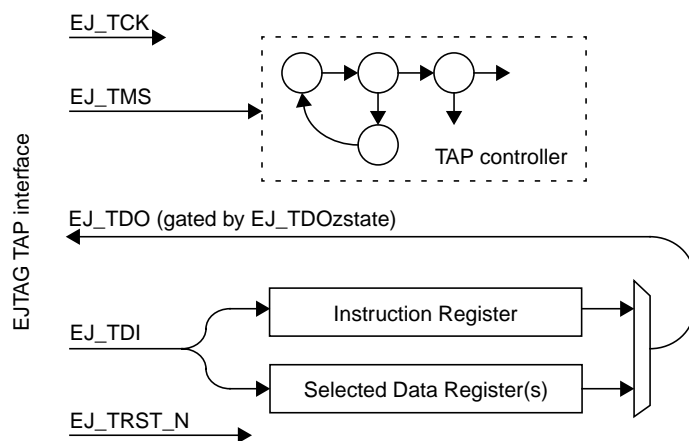 EJ_TCK
EJ_TMS
TAP controller
EJTAG TAP interface
EJ_TDO (gated by EJ_TDOzstate)
Instruction Register
EJ_TDI
Selected Data Register(s)
EJ_TRST_N